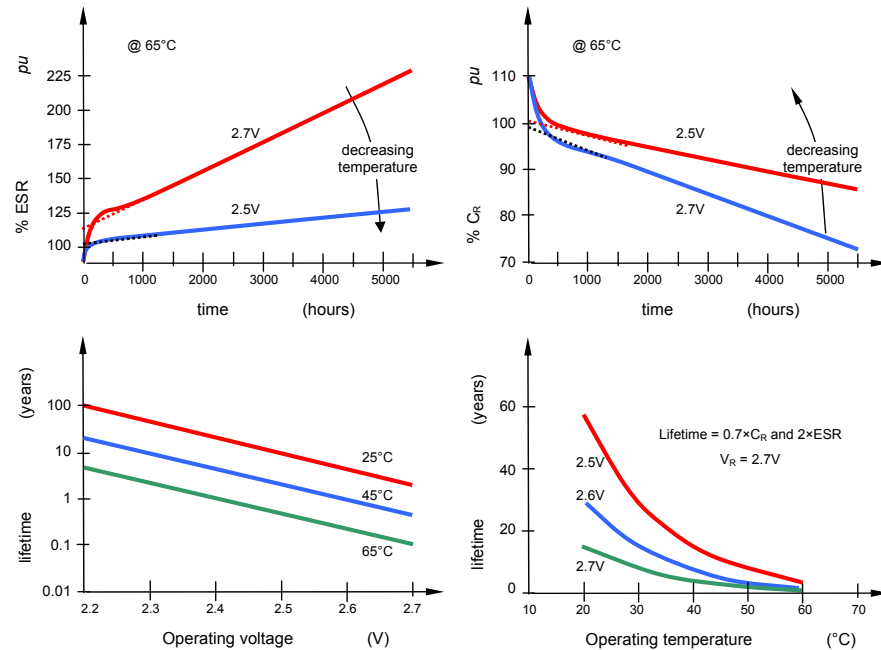 @ 65°C
pu
225
200
175
150
125
100
% ESR
2.7V
2.5V
decreasing
temperature
0 1000 2000 3000 4000 5000
time (hours)
@ 65°C
pu
110
100
90
80
70
% CR
2.5V
2.7V
decreasing
temperature
0 1000 2000 3000 4000 5000
time (hours)
(years)
100
10
1
0.1
0.01
lifetime
25°C
45°C
65°C
2.2 2.3 2.4 2.5 2.6 2.7
Operating voltage (V)
(years)
60
40
20
0
lifetime
Lifetime = 0.7×CR and 2×ESR
VR = 2.7V
2.5V
2.6V
2.7V
10 20 30 40 50 60 70
Operating temperature (°C)